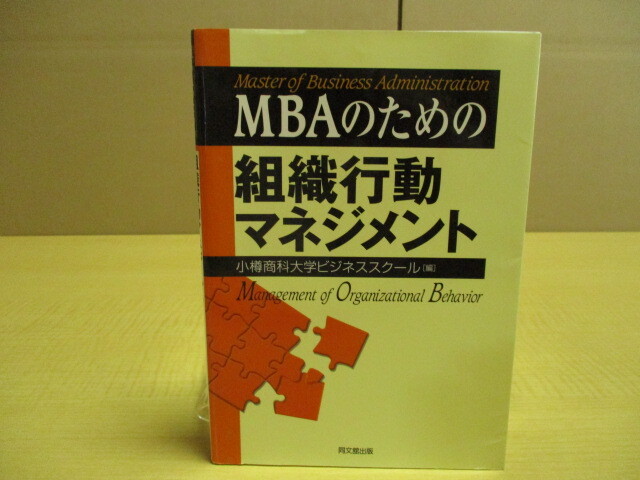 Master of Business Administration
MBAのための
組織行動
マネジメント
小樽商科大学ビジネススクール[編]
Management of Organizational Behavior
同文舘出版